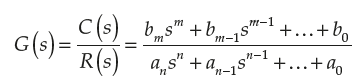 G(s) = C(s)/R(s) = (b_m s^m + b_{m-1} s^{m-1} + ... + b_0)/(a_n s^n + a_{n-1} s^{n-1} + ... + a_0)